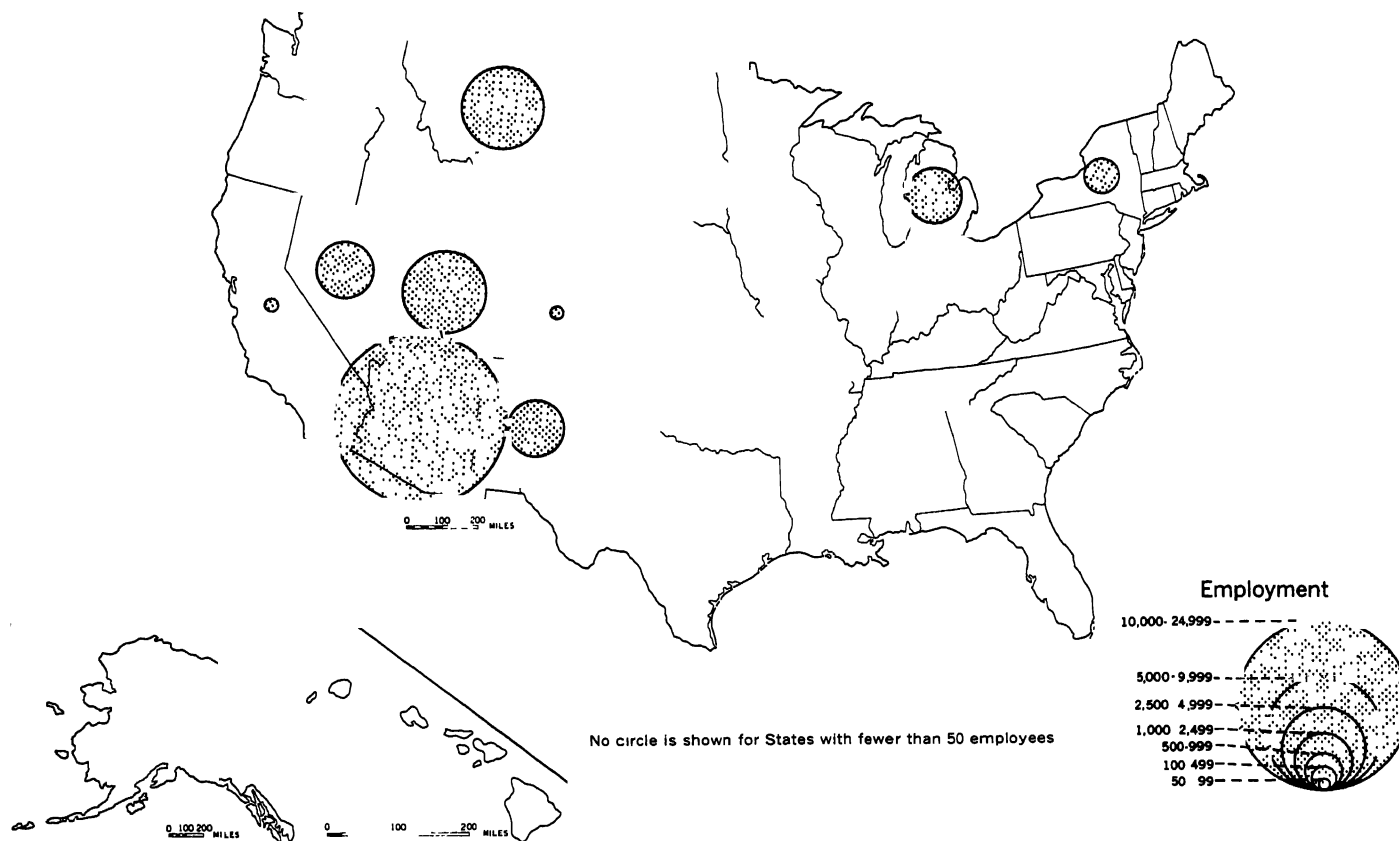 0 100 200 MILES
Employment
10,000-24,999
5,000-9,999
2,500 4,999
1,000 2,499
500-999
100 499
50 99
No circle is shown for States with fewer than 50 employees
0 100 200 MILES
0 100 200 MILES